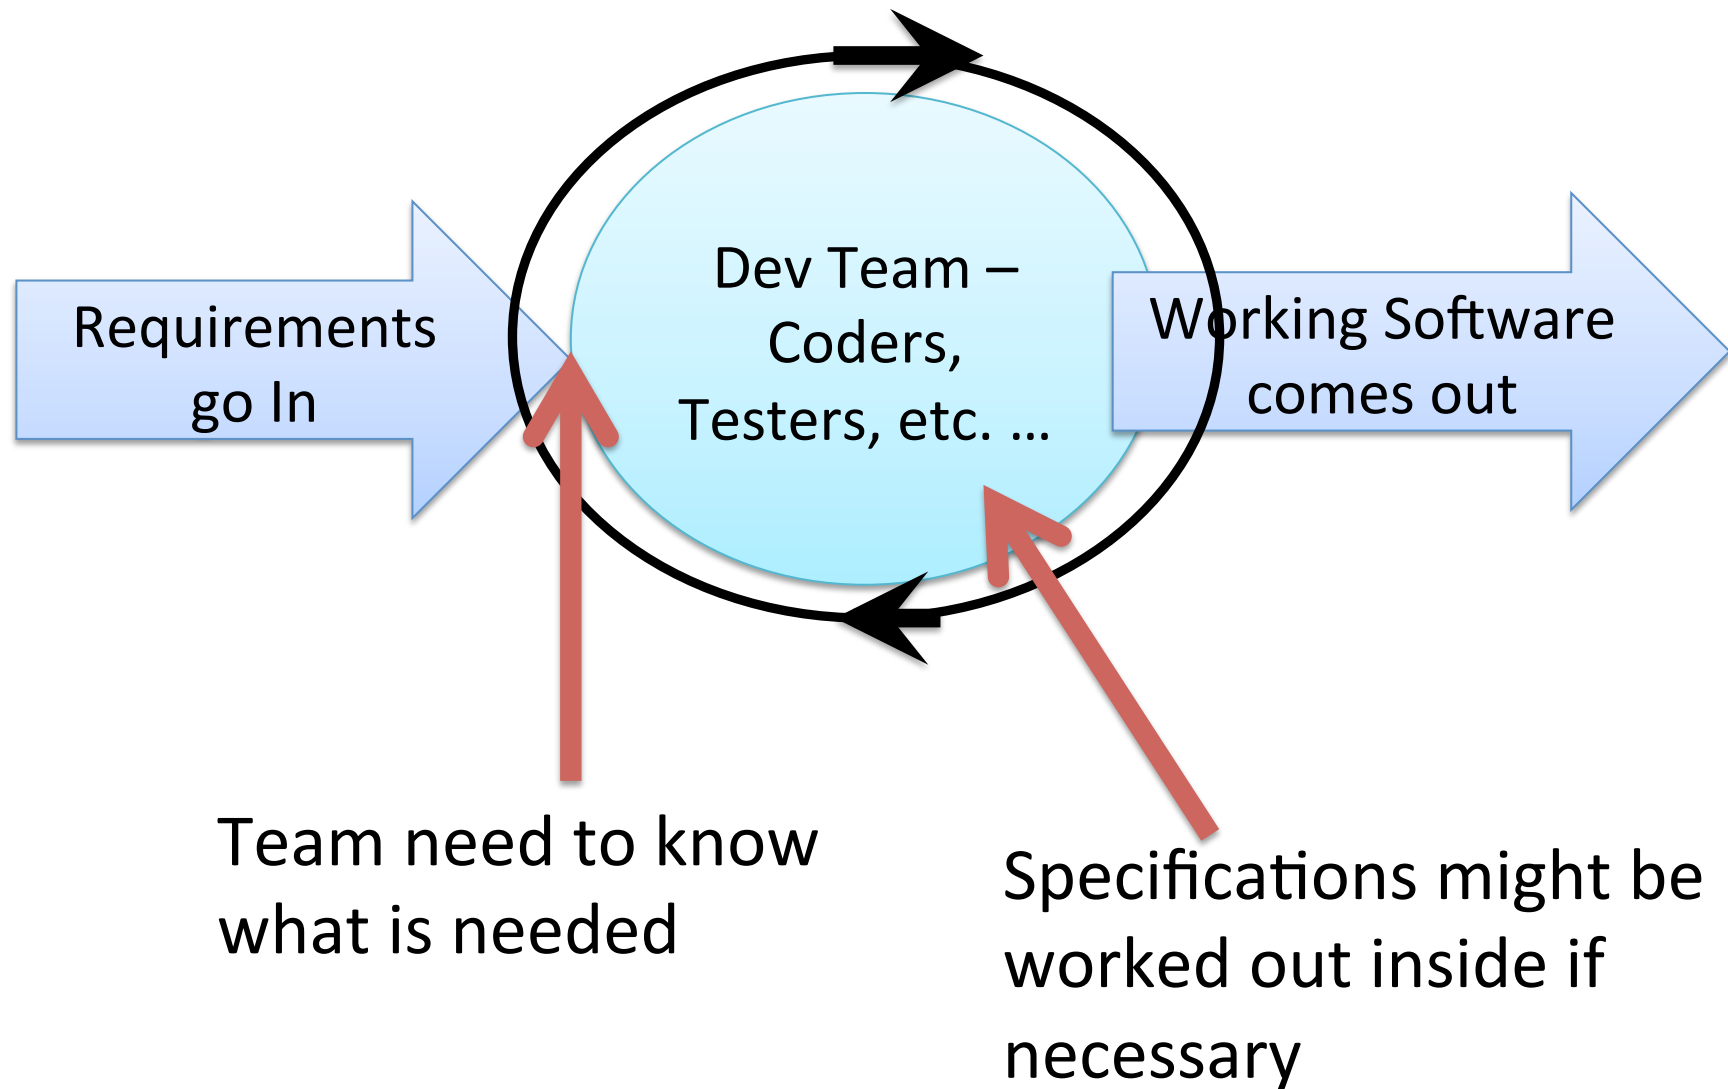 Requirements
go In
Dev Team –
Coders,
Testers, etc. …
Working Software
comes out
Team need to know
what is needed
Specifications might be
worked out inside if
necessary